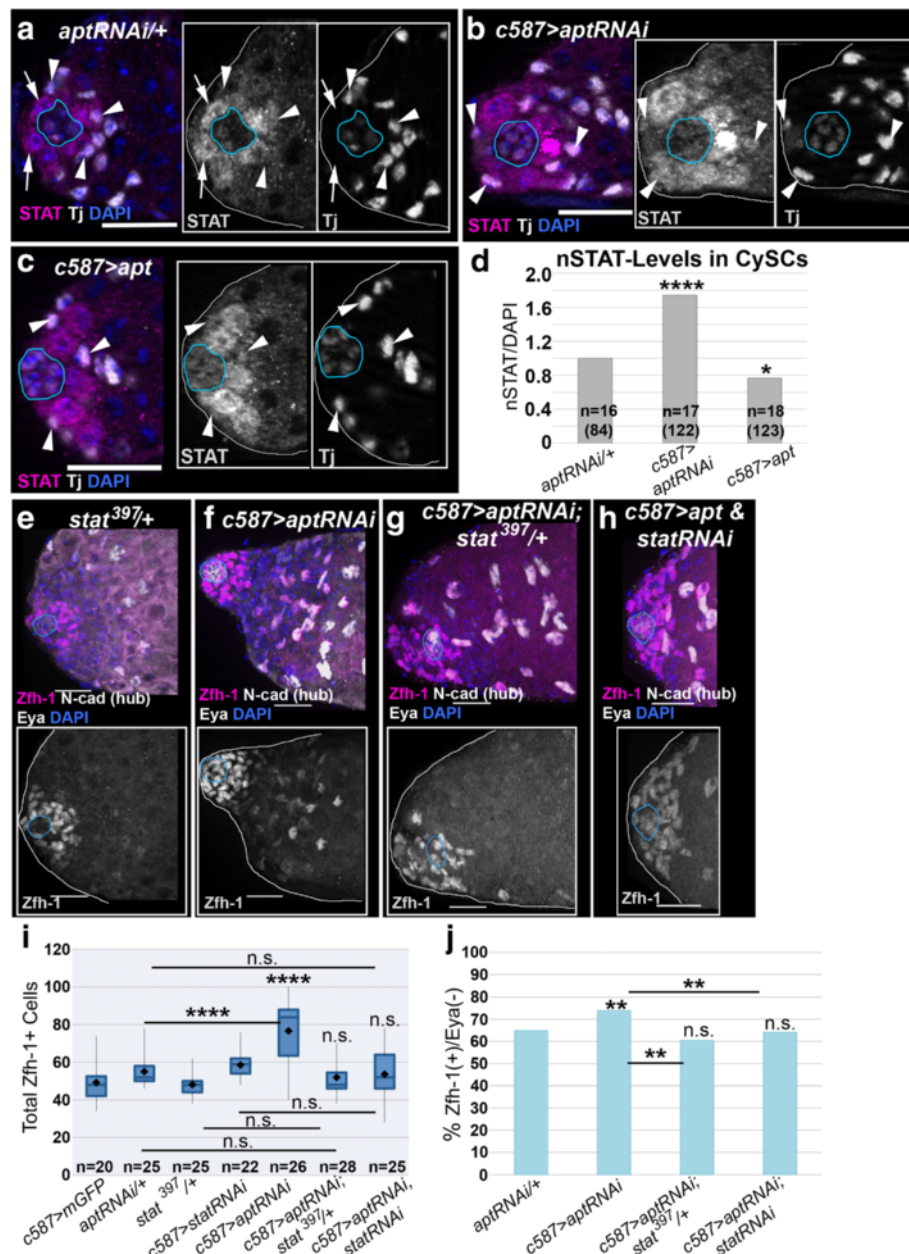 a
aptRNAi/+
STAT Tj DAPI
STAT
Tj
b
c587>aptRNAi
STAT Tj DAPI
STAT
Tj
c
c587>apt
STAT Tj DAPI
STAT
Tj
d
nSTAT-Levels in CySCs
nSTAT/DAPI
2.0
1.6
1.2
0.8
0.4
0
****
*
n=16
(84)
n=17
(122)
n=18
(123)
aptRNAi/+
c587>
aptRNAi
c587>apt
e
stat397/+
Zfh-1 N-cad (hub)
Eya DAPI
Zfh-1
f
c587>aptRNAi
Zfh-1 N-cad (hub)
Eya DAPI
Zfh-1
g
c587>aptRNAi;
stat397/+
Zfh-1 N-cad (hub)
Eya DAPI
Zfh-1
h
c587>apt &
statRNAi
Zfh-1 N-cad (hub)
Eya DAPI
Zfh-1
i
Total Zfh-1+ Cells
120
100
80
60
40
20
0
n.s.
****
****
n.s.
n.s.
n.s.
n.s.
n.s.
n=20
n=25
n=25
n=22
n=26
n=28
n=25
c587>mGFP
aptRNAi/+
stat 397/+
c587>statRNAi
c587>aptRNAi
c587>aptRNAi;
stat 397/+
c587>aptRNAi,
statRNAi
j
% Zfh-1(+)/Eya(-)
100
90
80
70
60
50
40
30
20
10
0
**
**
**
n.s.
n.s.
aptRNAi/+
c587>aptRNAi
c587>aptRNAi;
stat397/+
c587>aptRNAi;
statRNAi